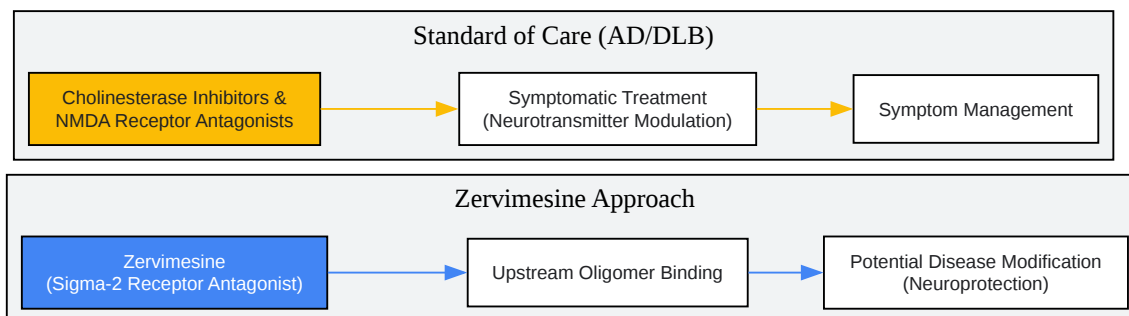 Standard of Care (AD/DLB)
Cholinesterase Inhibitors &
NMDA Receptor Antagonists
Symptomatic Treatment
(Neurotransmitter Modulation)
Symptom Management
Zervimesine Approach
Zervimesine
(Sigma-2 Receptor Antagonist)
Upstream Oligomer Binding
Potential Disease Modification
(Neuroprotection)